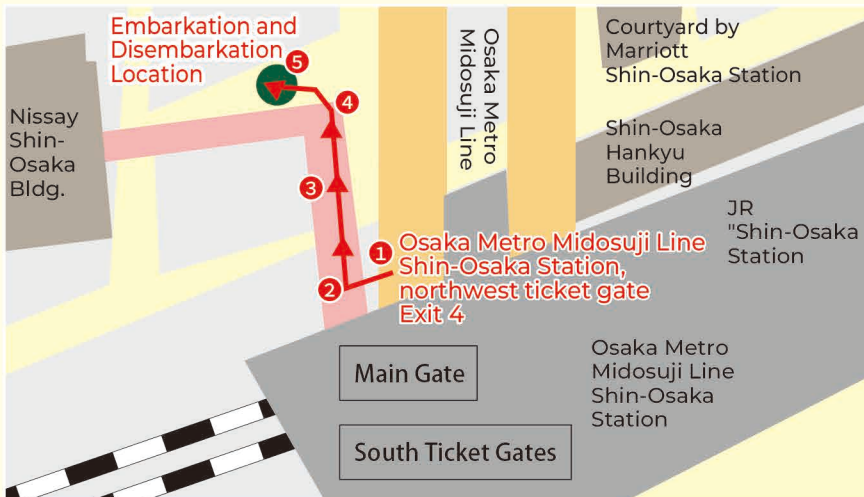 Embarkation and
Disembarkation
Location
5
4
3
2
1
Osaka Metro Midosuji Line
Shin-Osaka Station,
northwest ticket gate
Exit 4
Nissay
Shin-
Osaka
Bldg.
Osaka Metro
Midosuji Line
Courtyard by
Marriott
Shin-Osaka Station
Shin-Osaka
Hankyu
Building
JR
"Shin-Osaka
Station
Osaka Metro
Midosuji Line
Shin-Osaka
Station
Main Gate
South Ticket Gates